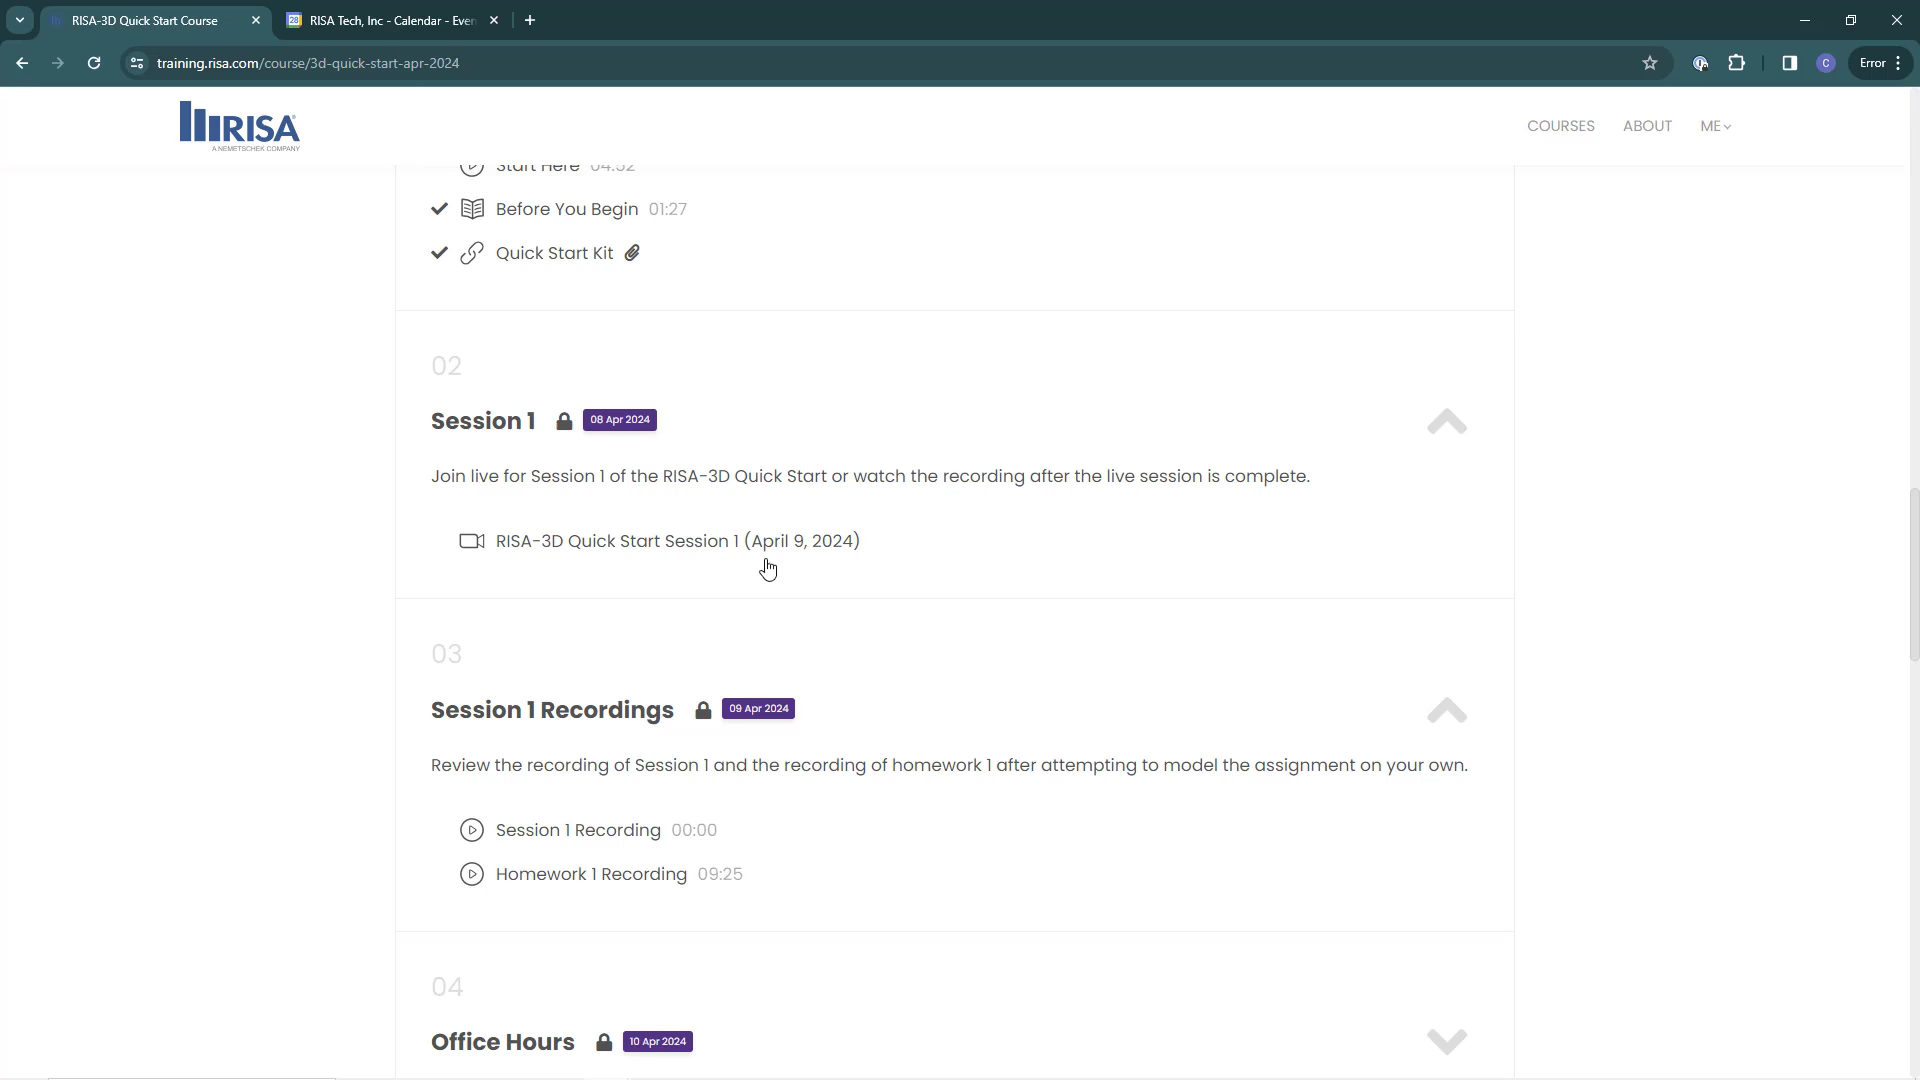 RISA-3D Quick Start Course
28
RISA Tech, Inc - Calendar - Even
training.risa.com/course/3d-quick-start-apr-2024
C
Error
RISA
A NEMETSCHEK COMPANY
COURSES
ABOUT
ME
Start Here 04:52
Before You Begin 01:27
Quick Start Kit
02
Session 1
08 Apr 2024
Join live for Session 1 of the RISA-3D Quick Start or watch the recording after the live session is complete.
RISA-3D Quick Start Session 1 (April 9, 2024)
03
Session 1 Recordings
09 Apr 2024
Review the recording of Session 1 and the recording of homework 1 after attempting to model the assignment on your own.
Session 1 Recording 00:00
Homework 1 Recording 09:25
04
Office Hours
10 Apr 2024